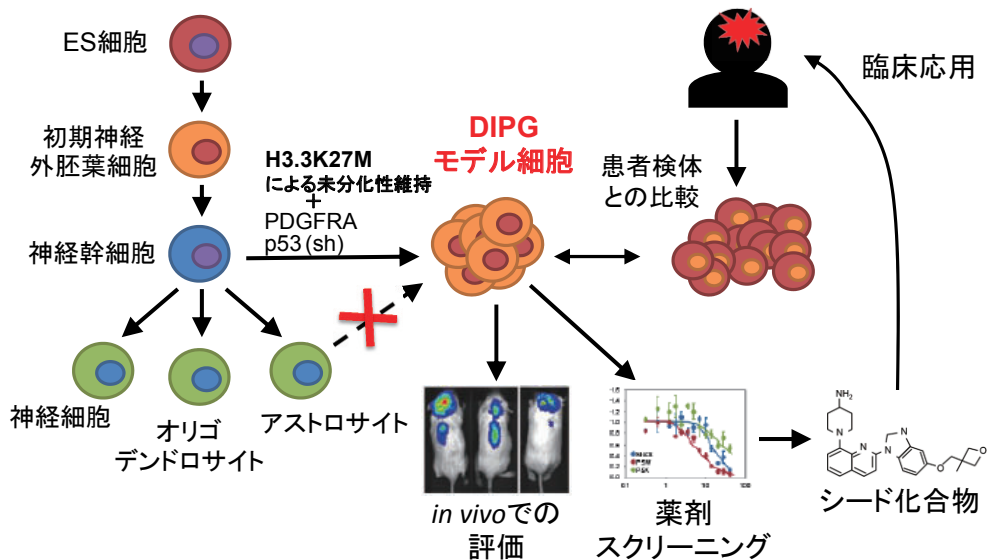 ES細胞
初期神経
外胚葉細胞
神経幹細胞
神経細胞
オリゴ
デンドロサイト
アストロサイト
H3.3K27M
による未分化性維持
+
PDGFRA
p53 (sh)
DIPG
モデル細胞
患者検体
との比較
臨床応用
in vivoでの
評価
薬剤
スクリーニング
シード化合物
NH₂
N
N
N
N
O
O